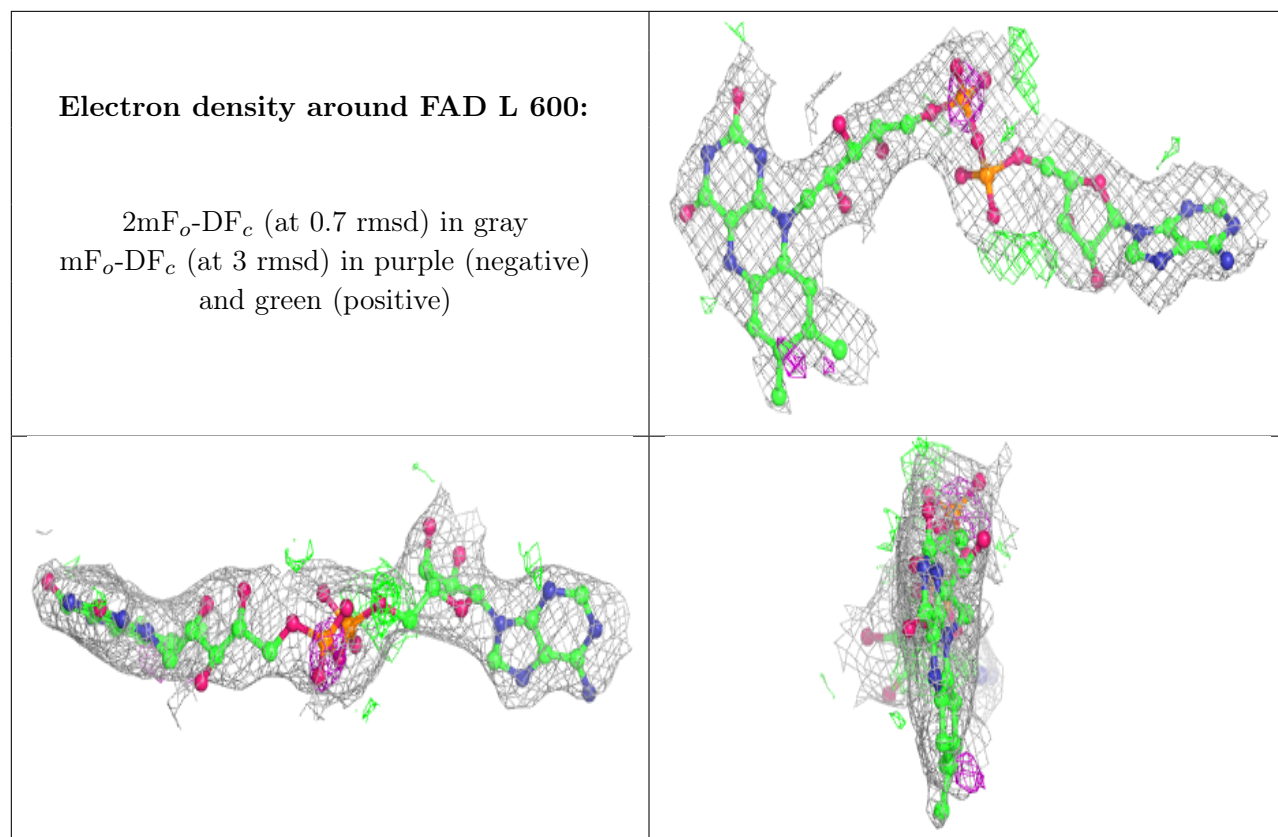 Electron density around FAD L 600:
2mFo-DFc (at 0.7 rmsd) in gray
mFo-DFc (at 3 rmsd) in purple (negative)
and green (positive)